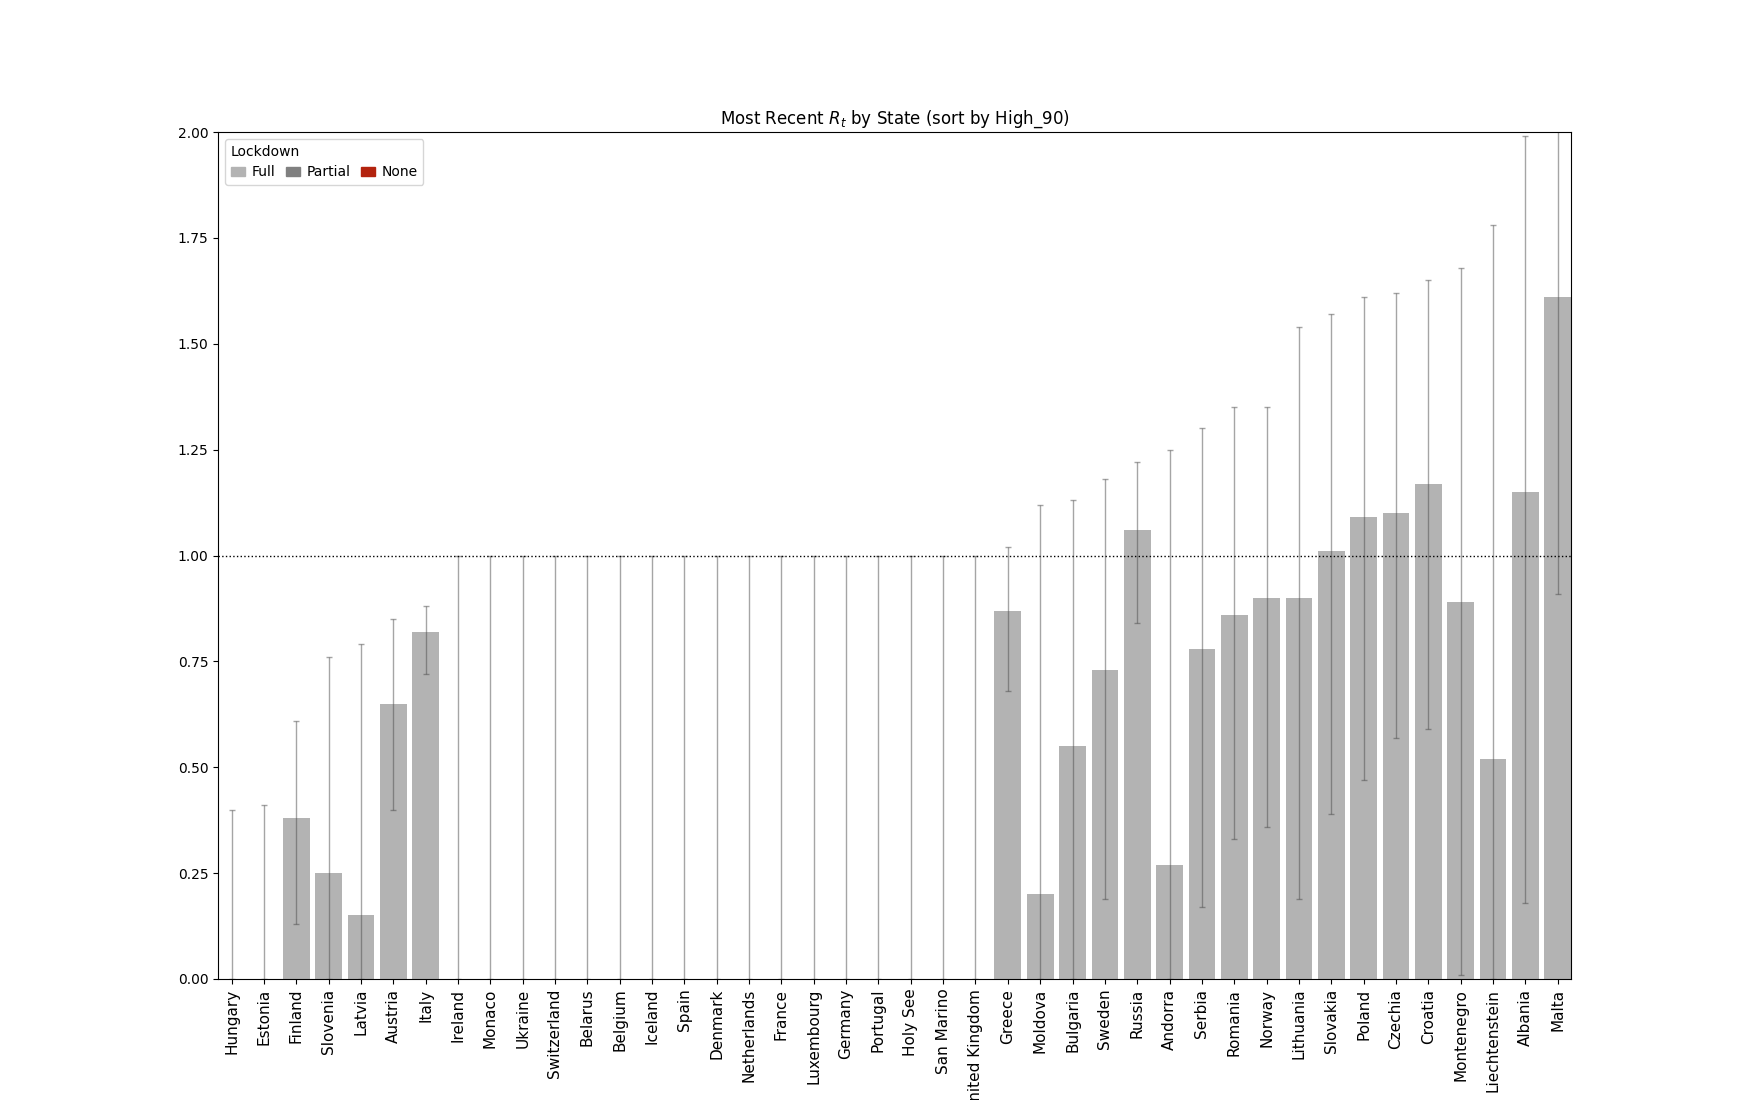 Most Recent Rt by State (sort by High_90)
Lockdown
Full Partial None
2.00
1.75
1.50
1.25
1.00
0.75
0.50
0.25
0.00
Hungary
Estonia
Finland
Slovenia
Latvia
Austria
Italy
Ireland
Monaco
Ukraine
Switzerland
Belarus
Belgium
Iceland
Spain
Denmark
Netherlands
France
Luxembourg
Germany
Portugal
Holy See
San Marino
nited Kingdom
Greece
Moldova
Bulgaria
Sweden
Russia
Andorra
Serbia
Romania
Norway
Lithuania
Slovakia
Poland
Czechia
Croatia
Montenegro
Liechtenstein
Albania
Malta